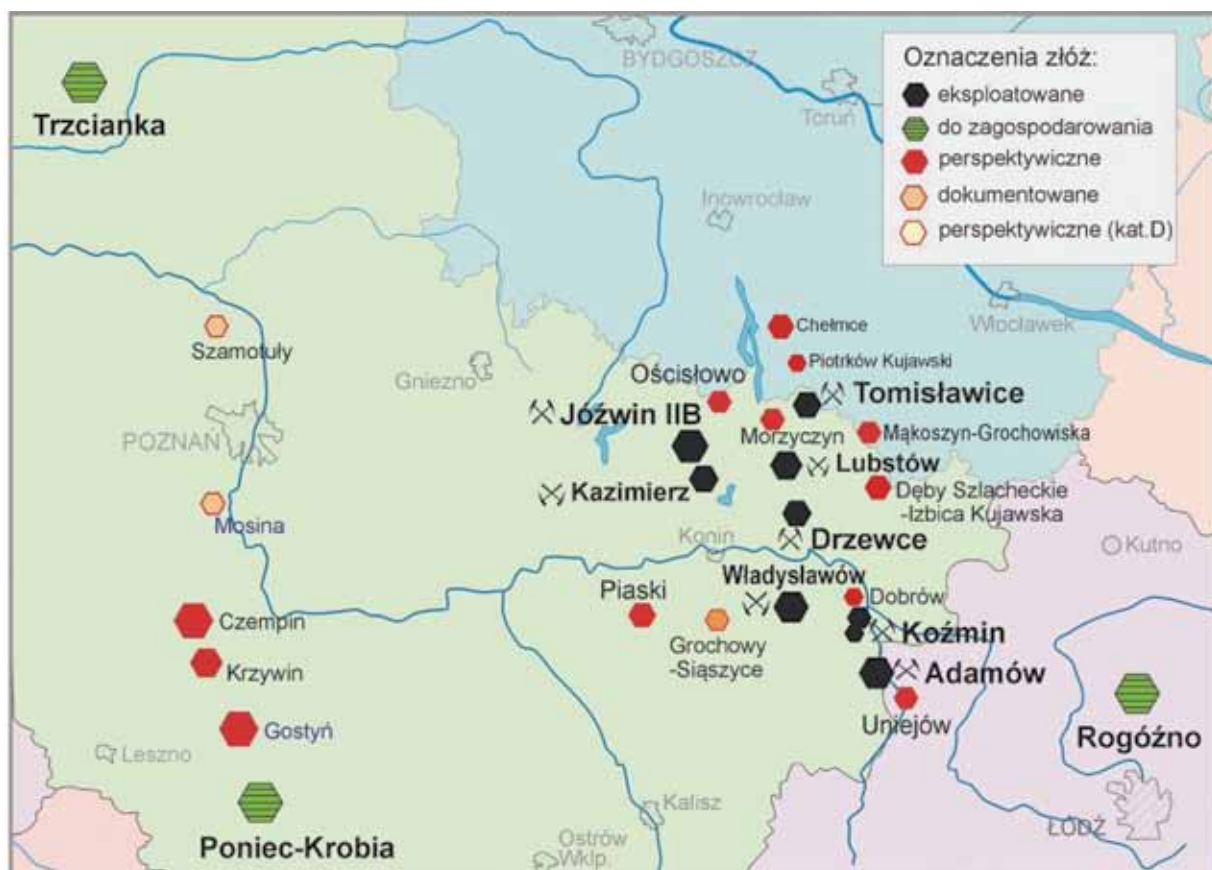 BYDGOSZCZ
Oznaczenia złóż:
eksploatowane
do zagospodarowania
perspektywiczne
dokumentowane
perspektywiczne (kat.D)
Trzcianka
Toruń
Inowrocław
Włocławek
Szamotuły
Chełmce
Piotrków Kujawski
Gniezno
Ościsłowo
Tomisławice
Jóźwin IIB
POZNAŃ
Morzyczyn
Mąkoszyn-Grochowiska
Lubstów
Kazimierz
Dęby Szlacheckie
-Izbica Kujawska
Mosina
Konin
Drzewce
Kutno
Władysławów
Piaski
Dobrów
Czempin
Grochowy
-Siąszyce
Koźmin
Krzywin
Adamów
Uniejów
Gostyń
Rogóźno
Leszno
Kalisz
ŁÓDŹ
Poniec-Krobia
Ostrów
Wklp.